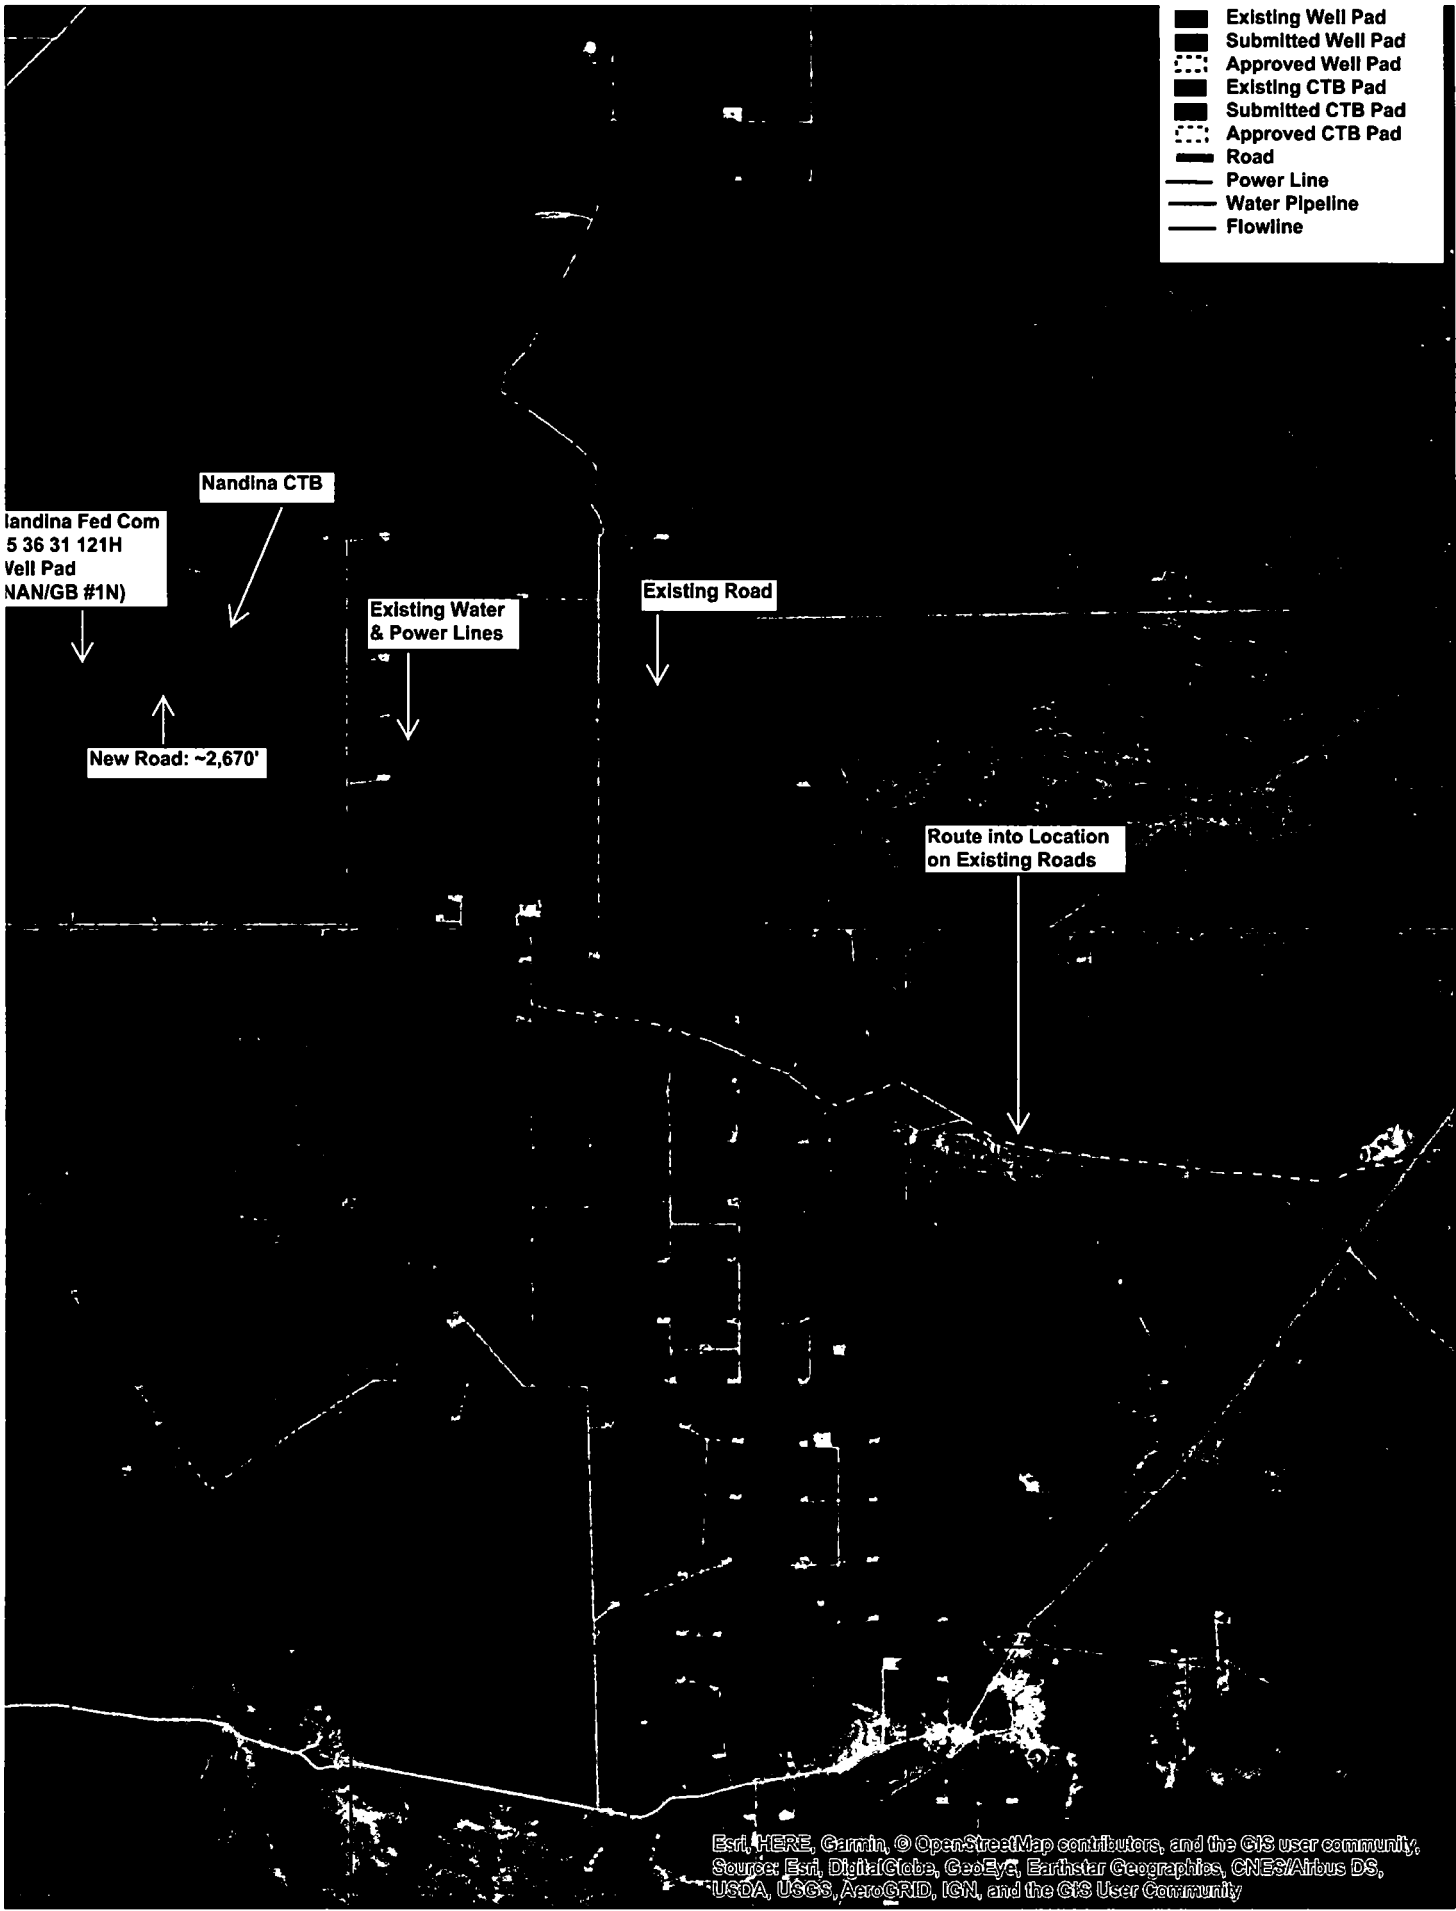 Existing Well Pad
Submitted Well Pad
Approved Well Pad
Existing CTB Pad
Submitted CTB Pad
Approved CTB Pad
Road
Power Line
Water Pipeline
Flowline
Nandina CTB
landina Fed Com
5 36 31 121H
Vell Pad
NAN/GB #1N)
Existing Water
& Power Lines
Existing Road
New Road: ~2,670'
Route into Location
on Existing Roads
Esri, HERE, Garmin, © OpenStreetMap contributors, and the GIS user community,
Source: Esri, DigitalGlobe, GeoEye, Earthstar Geographics, CNES/Airbus DS,
USDA, USGS, AeroGRID, IGN, and the GIS User Community